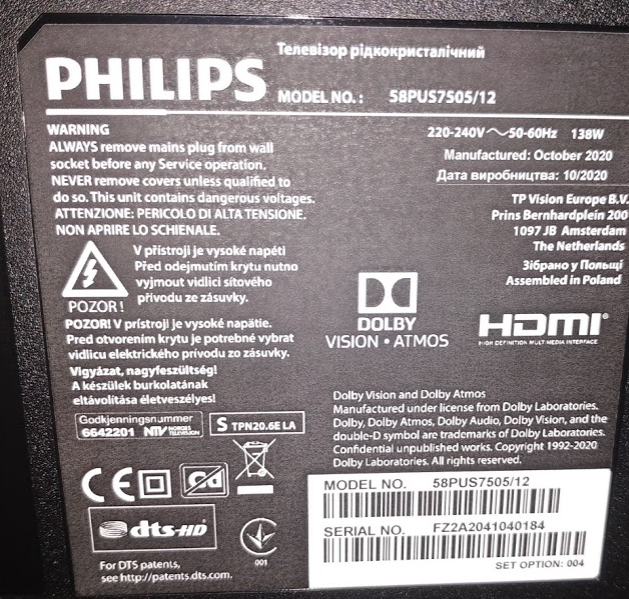 Телевізор рідкокристалічний
PHILIPS
MODEL NO. : 58PUS7505/12
WARNING
ALWAYS remove mains plug from wall
socket before any Service operation.
NEVER remove covers unless qualified to
do so. This unit contains dangerous voltages.
ATTENZIONE: PERICOLO DI ALTA TENSIONE.
NON APRIRE LO SCHIENALE.
220-240V~50-60Hz 138W
Manufactured: October 2020
Дата виробництва: 10/2020
TP Vision Europe B.V.
Prins Bernhardplein 200
1097 JB Amsterdam
The Netherlands
Зібрано у Польщі
Assembled in Poland
V přístroji je vysoké napětí
Před odejmutím krytu nutno
vyjmout vidlici síťového
přívodu ze zásuvky.
POZOR !
POZOR! V prístroji je vysoké napätie.
Pred otvorením krytu je potrebné vybrat
vidlicu elektrického prívodu zo zásuvky.
Vigyázat, nagyfeszültség!
A készülek burkolatának
eltávolítása életveszélyes!
DOLBY
VISION • ATMOS
HDMI®
HIGH DEFINITION MULTIMEDIA INTERFACE
Godkjenningsnummer
6642201 NTV NORGES TELEVISJON
S TPN20.6E LA
Dolby Vision and Dolby Atmos
Manufactured under license from Dolby Laboratories.
Dolby, Dolby Atmos, Dolby Audio, Dolby Vision, and the
double-D symbol are trademarks of Dolby Laboratories.
Confidential unpublished works. Copyright 1992-2020
Dolby Laboratories. All rights reserved.
CE
Cd
dts-HD
001
For DTS patents,
see http://patents.dts.com.
MODEL NO. 58PUS7505/12
SERIAL NO. FZ2A2041040184
SET OPTION: 004